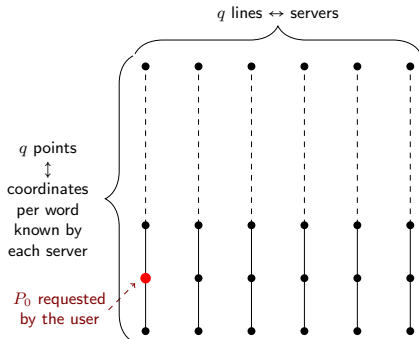 q lines ↔ servers
q points
↕
coordinates
per word
known by
each server
P₀ requested
by the user